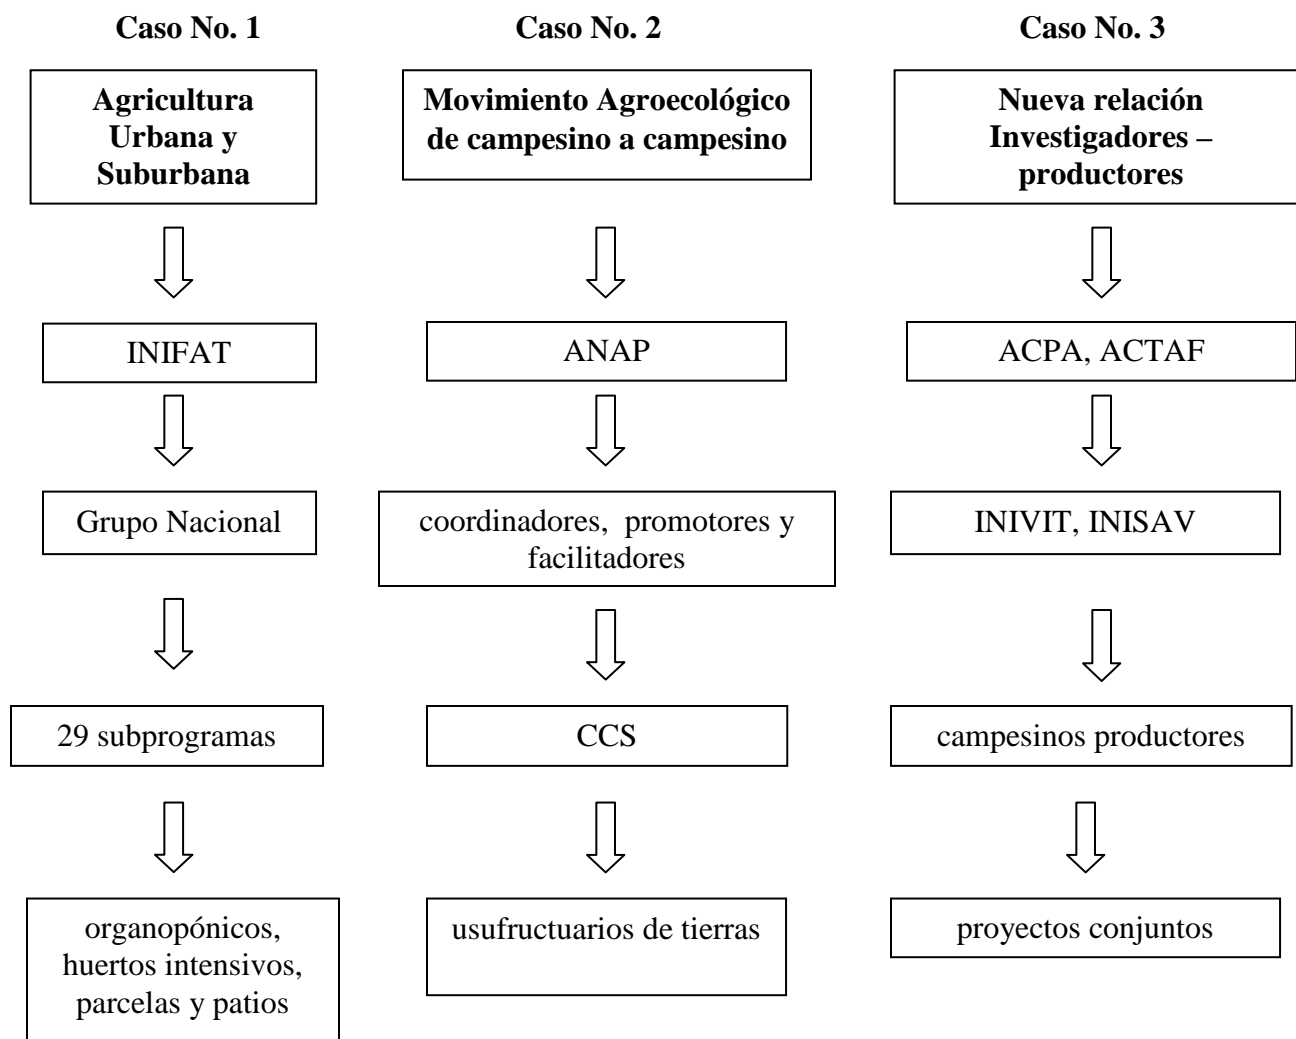 Caso No. 1
Agricultura
Urbana y
Suburbana
INIFAT
Grupo Nacional
29 subprogramas
organopónicos,
huertos intensivos,
parcelas y patios
Caso No. 2
Movimiento Agroecológico
de campesino a campesino
ANAP
coordinadores, promotores y
facilitadores
CCS
usufructuarios de tierras
Caso No. 3
Nueva relación
Investigadores –
productores
ACPA, ACTAF
INIVIT, INISAV
campesinos productores
proyectos conjuntos